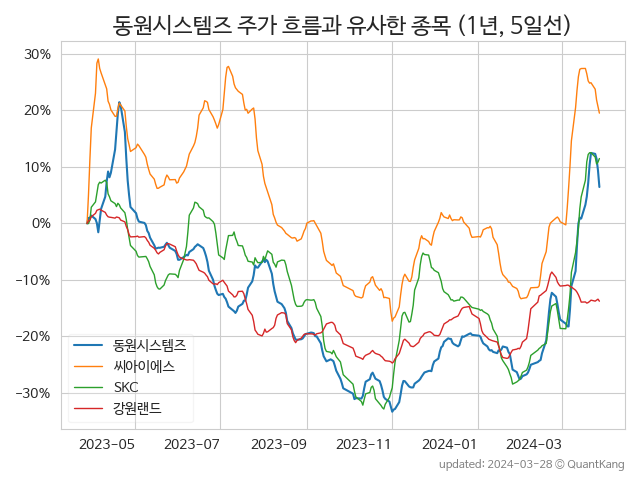 동원시스템즈 주가 흐름과 유사한 종목 (1년, 5일선)
30%
20%
10%
0%
−10%
−20%
−30%
동원시스템즈
씨아이에스
SKC
강원랜드
2023-05
2023-07
2023-09
2023-11
2024-01
2024-03
updated: 2024-03-28 © QuantKang